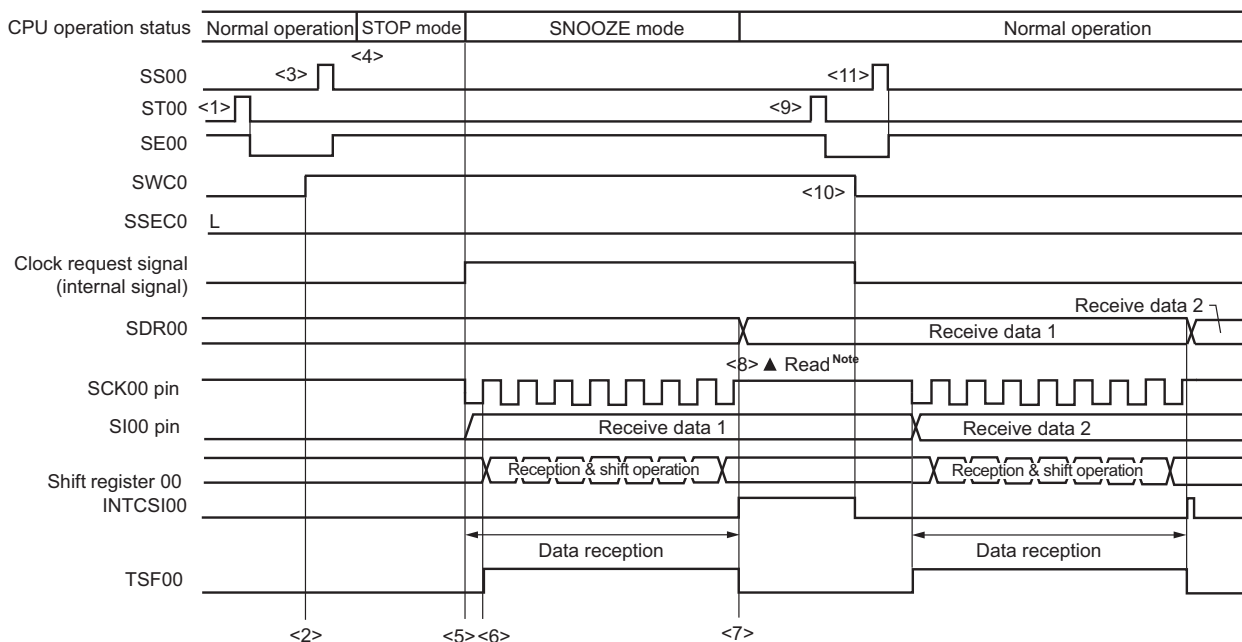 CPU operation status Normal operation STOP mode SNOOZE mode Normal operation
<4>
SS00 <3> <11>
ST00 <1> <9>
SE00
SWC0 <10>
SSEC0 L
Clock request signal
(internal signal)
Receive data 2
SDR00 Receive data 1
<8> ▲ Read Note
SCK00 pin
SI00 pin Receive data 1 Receive data 2
Shift register 00 Reception & shift operation Reception & shift operation
INTCSI00
Data reception Data reception
TSF00
<2> <5> <6> <7>